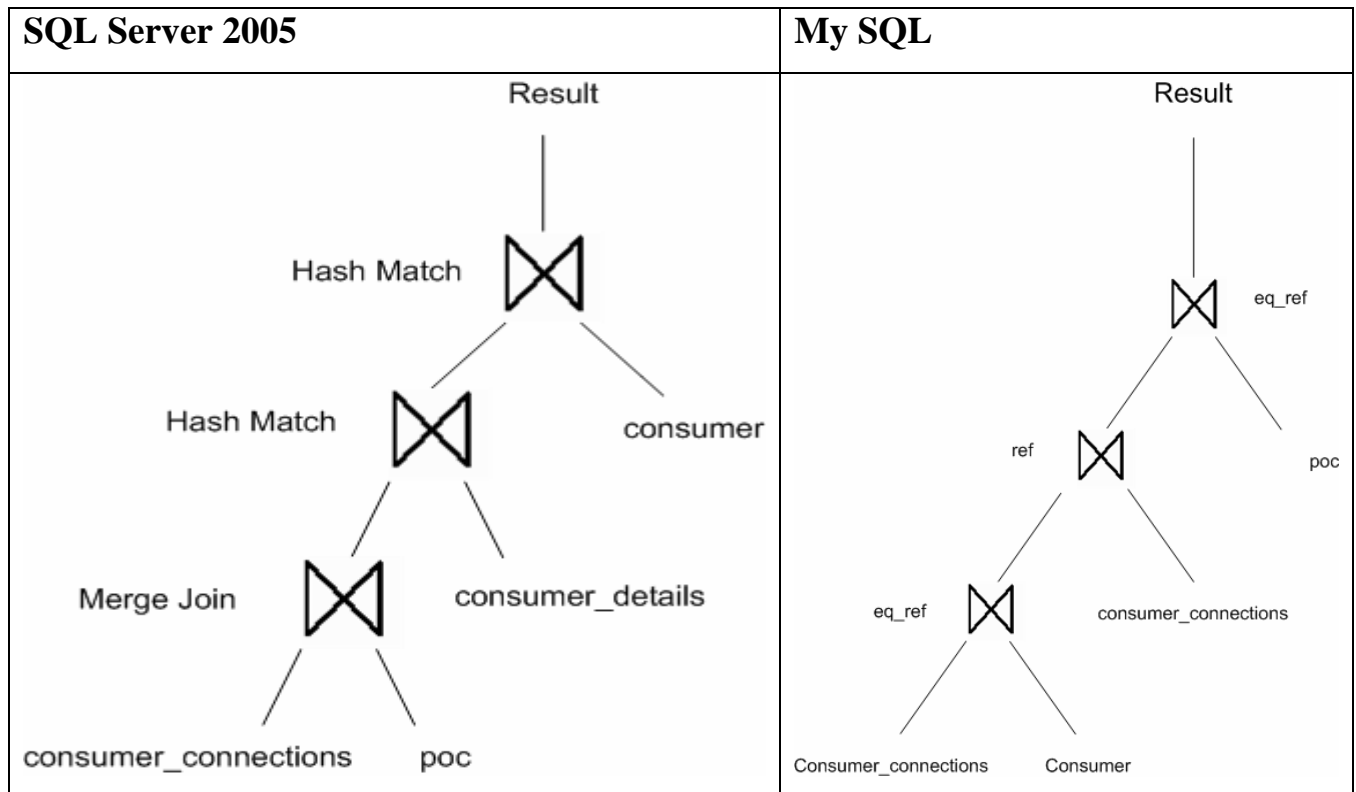 SQL Server 2005
My SQL
Result
Hash Match
Hash Match
consumer
Merge Join
consumer_details
consumer_connections
poc
Result
eq_ref
ref
poc
eq_ref
consumer_connections
Consumer_connections
Consumer